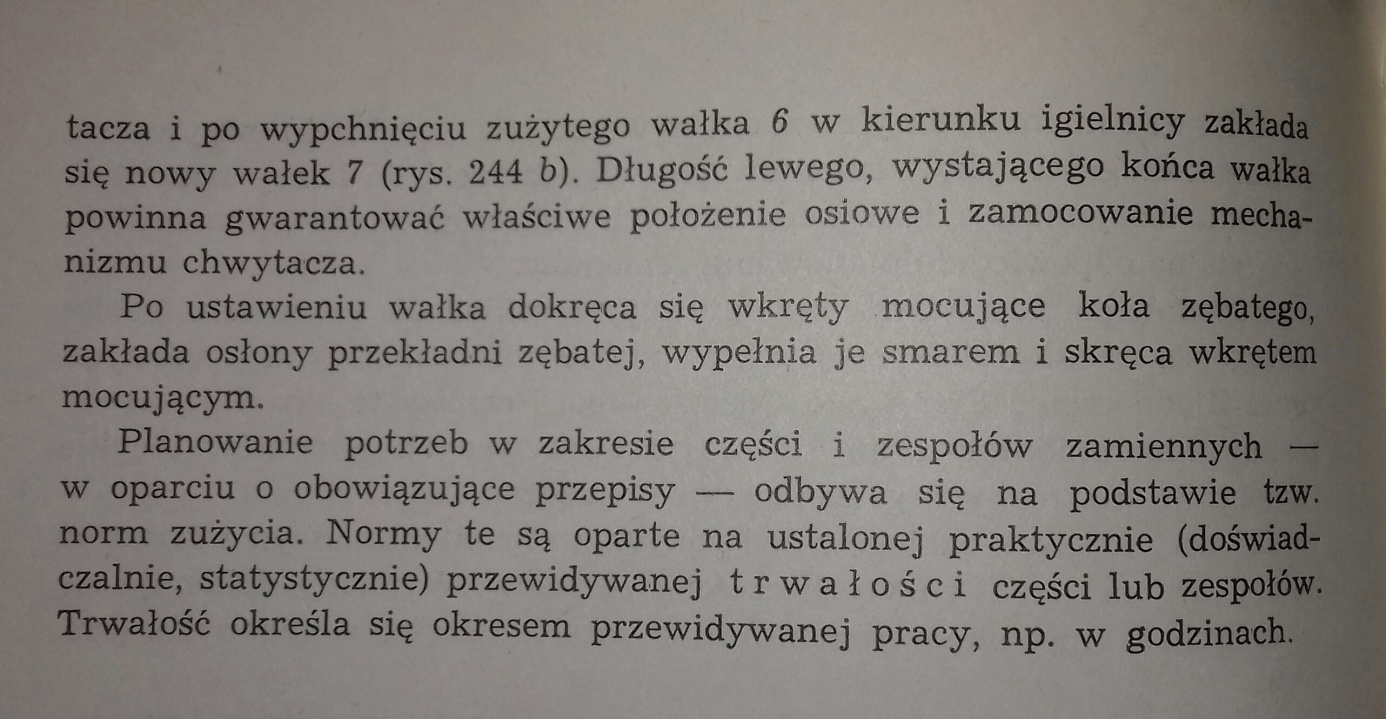 tacza i po wypchnięciu zużytego wałka 6 w kierunku igielnicy zakłada
się nowy wałek 7 (rys. 244 b). Długość lewego, wystającego końca wałka
powinna gwarantować właściwe położenie osiowe i zamocowanie mecha-
nizmu chwytacza.
Po ustawieniu wałka dokręca się wkręty mocujące koła zębatego,
zakłada osłony przekładni zębatej, wypełnia je smarem i skręca wkrętem
mocującym.
Planowanie potrzeb w zakresie części i zespołów zamiennych —
w oparciu o obowiązujące przepisy — odbywa się na podstawie tzw.
norm zużycia. Normy te są oparte na ustalonej praktycznie (doświad-
czalnie, statystycznie) przewidywanej t r w a ł o ś c i części lub zespołów.
Trwałość określa się okresem przewidywanej pracy, np. w godzinach.